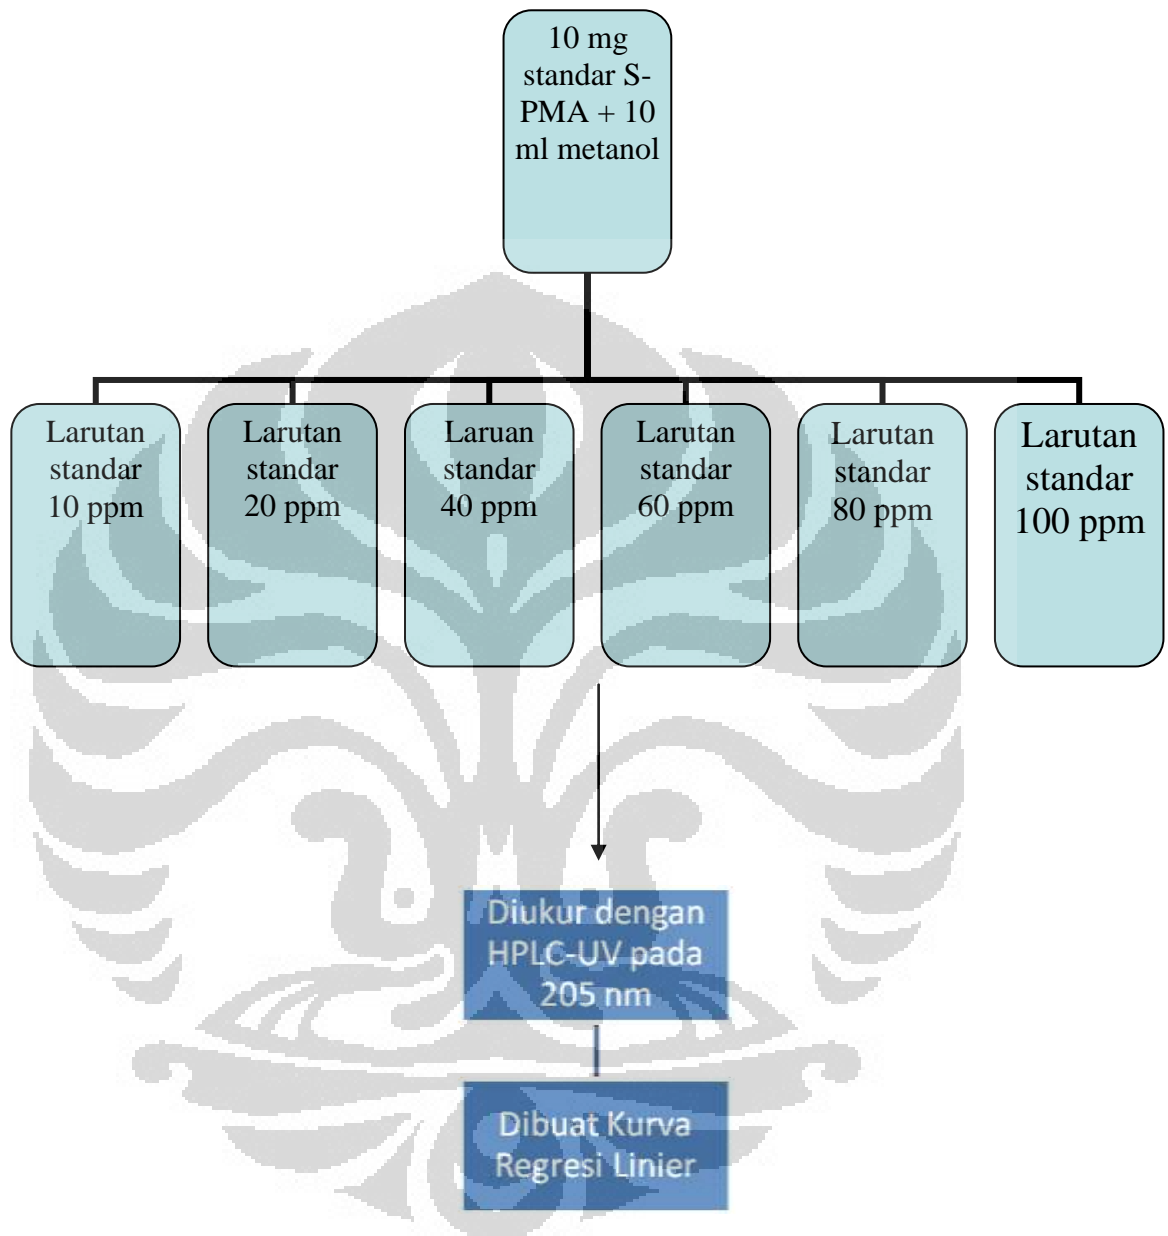 10 mg
standar S-
PMA + 10
ml metanol
Larutan
standar
10 ppm
Larutan
standar
20 ppm
Laruan
standar
40 ppm
Larutan
standar
60 ppm
Larutan
standar
80 ppm
Larutan
standar
100 ppm
Diukur dengan
HPLC-UV pada
205 nm
Dibuat Kurva
Regresi Linier